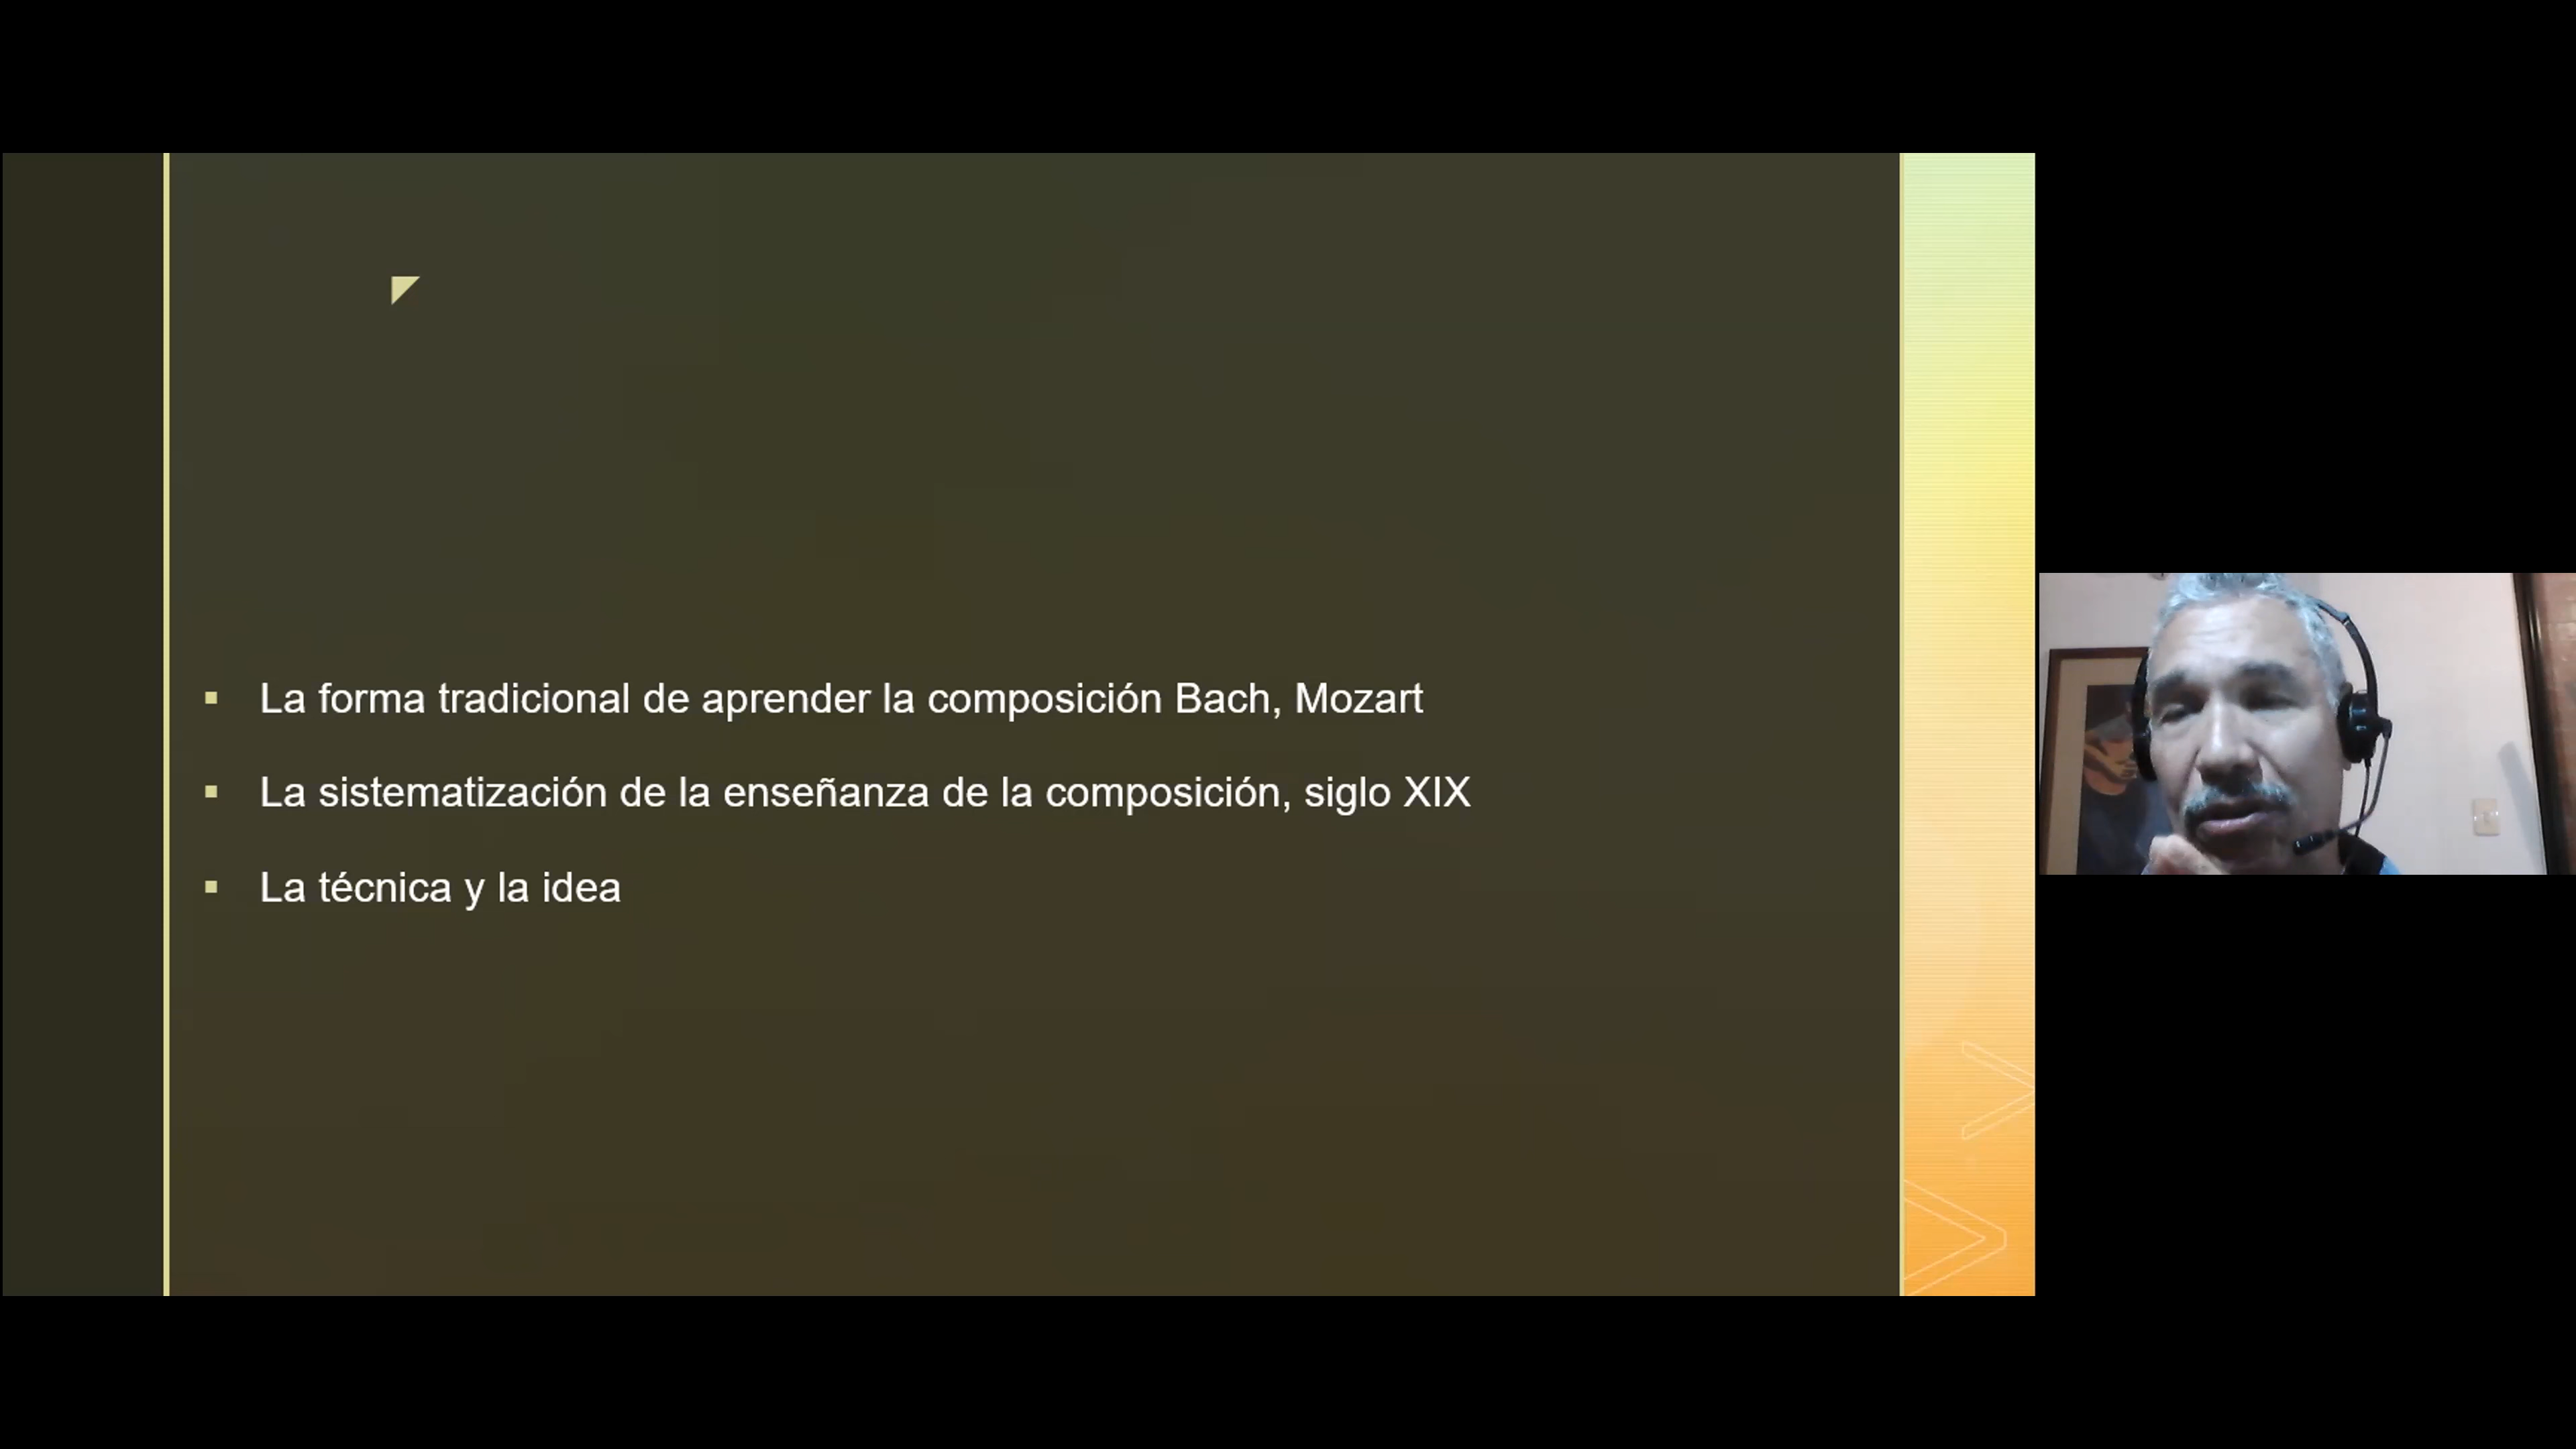 La forma tradicional de aprender la composición Bach, Mozart
La sistematización de la enseñanza de la composición, siglo XIX
La técnica y la idea